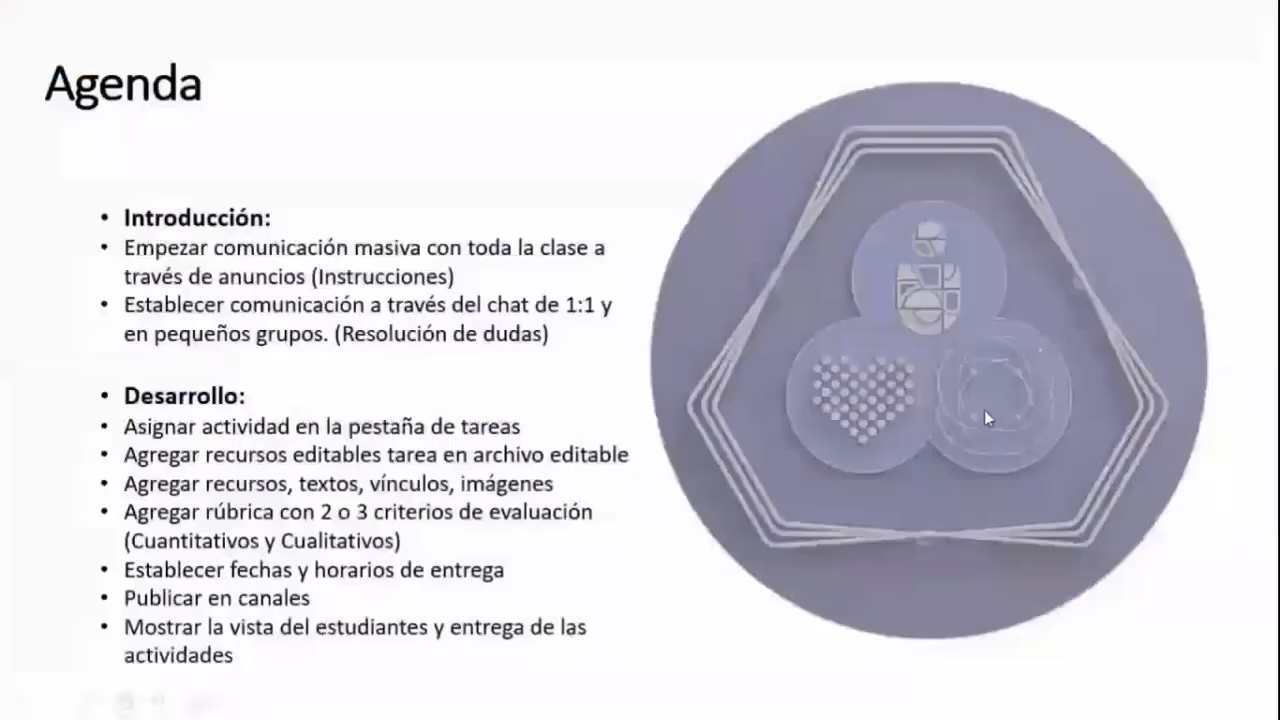 Agenda
• Introducción:
• Empezar comunicación masiva con toda la clase a
través de anuncios (Instrucciones)
• Establecer comunicación a través del chat de 1:1 y
en pequeños grupos. (Resolución de dudas)
• Desarrollo:
• Asignar actividad en la pestaña de tareas
• Agregar recursos editables tarea en archivo editable
• Agregar recursos, textos, vínculos, imágenes
• Agregar rúbrica con 2 o 3 criterios de evaluación
(Cuantitativos y Cualitativos)
• Establecer fechas y horarios de entrega
• Publicar en canales
• Mostrar la vista del estudiantes y entrega de las
actividades